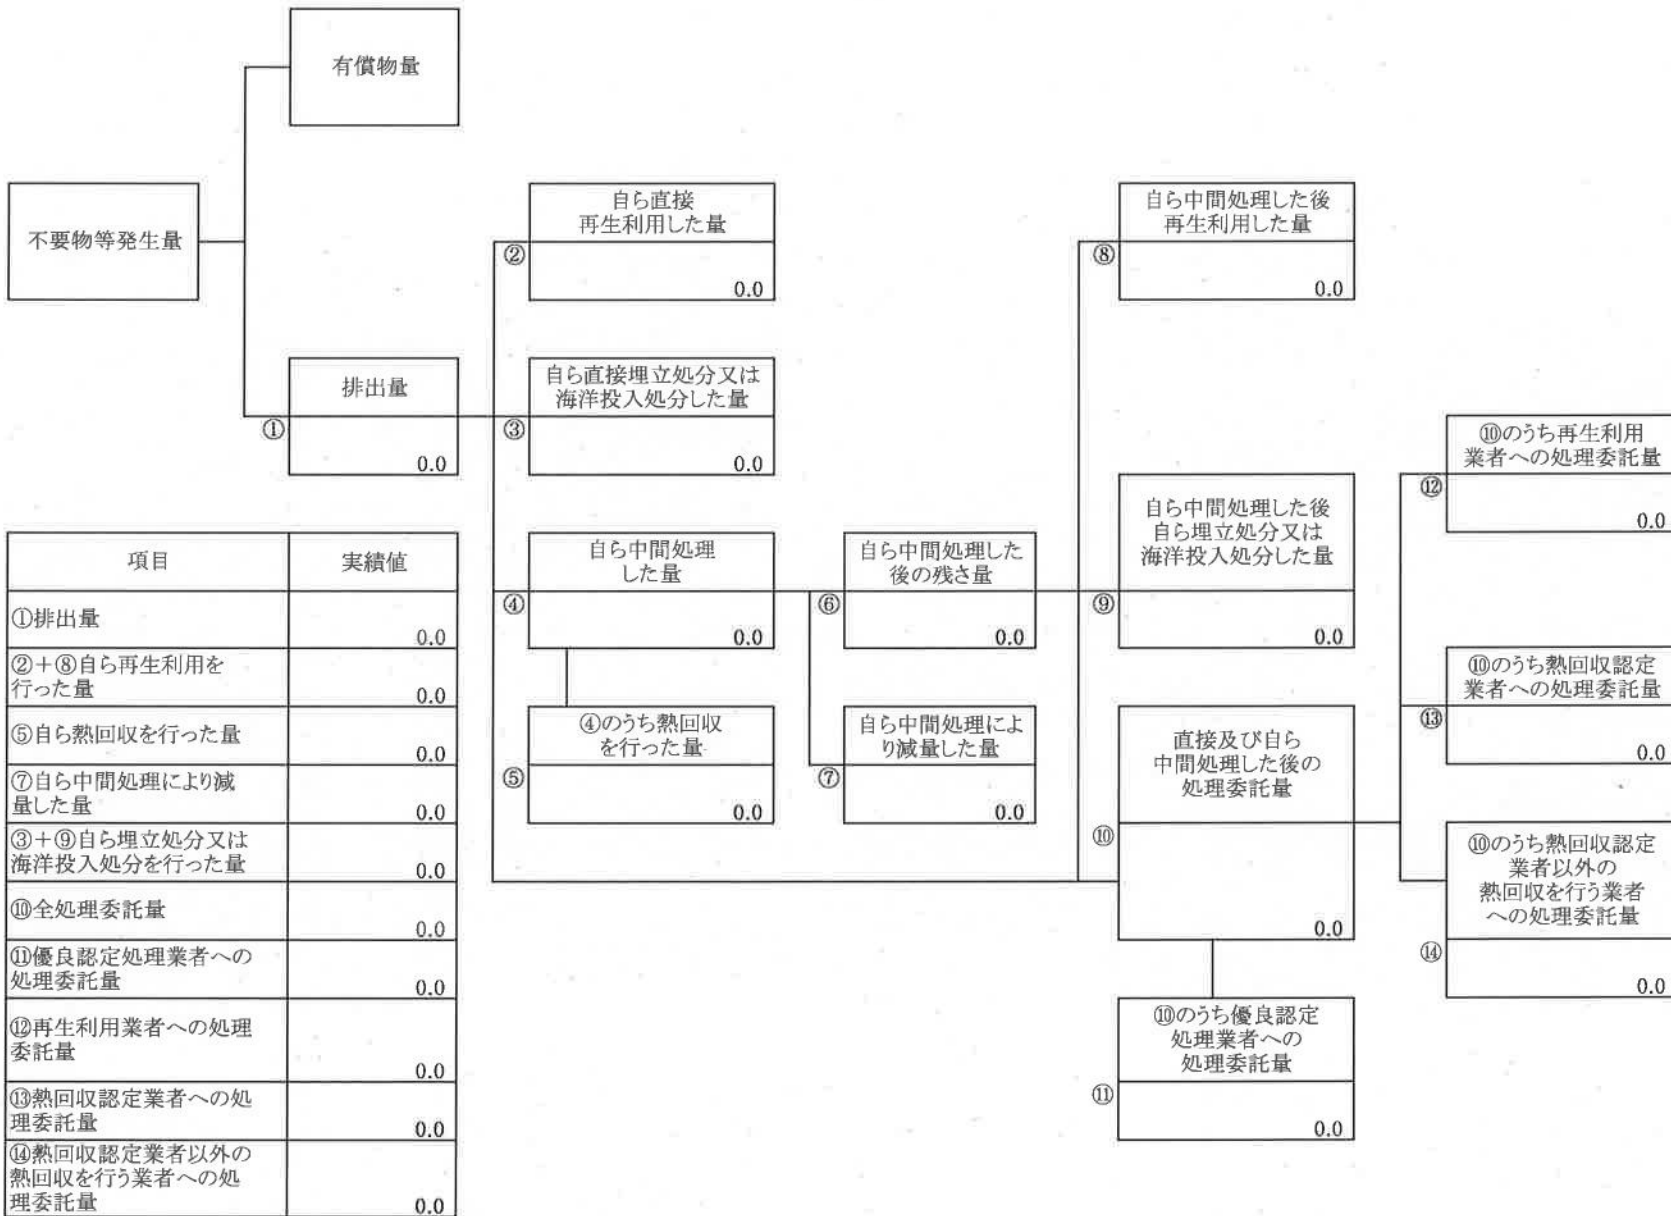 有償物量
不要物等発生量
自ら直接
再生利用した量
②
0.0
自ら中間処理した後
再生利用した量
⑧
0.0
排出量
①
0.0
自ら直接埋立処分又は
海洋投入処分した量
③
0.0
⑩のうち再生利用
業者への処理委託量
⑫
0.0
自ら中間処理
した量
④
0.0
自ら中間処理した
後の残さ量
⑥
0.0
自ら中間処理した後
自ら埋立処分又は
海洋投入処分した量
⑨
0.0
⑩のうち熱回収認定
業者への処理委託量
⑬
0.0
④のうち熱回収
を行った量
⑤
0.0
自ら中間処理によ
り減量した量
⑦
0.0
直接及び自ら
中間処理した後の
処理委託量
⑩
0.0
⑩のうち熱回収認定
業者以外の
熱回収を行う業者
への処理委託量
⑭
0.0
⑩のうち優良認定
処理業者への
処理委託量
⑪
0.0
項目 実績値
①排出量
0.0
②+⑧自ら再生利用を
行った量
0.0
⑤自ら熱回収を行った量
0.0
⑦自ら中間処理により減
量した量
0.0
③+⑨自ら埋立処分又は
海洋投入処分を行った量
0.0
⑩全処理委託量
0.0
⑪優良認定処理業者への
処理委託量
0.0
⑫再生利用業者への処理
委託量
0.0
⑬熱回収認定業者への処
理委託量
0.0
⑭熱回収認定業者以外の
熱回収を行う業者への処
理委託量
0.0